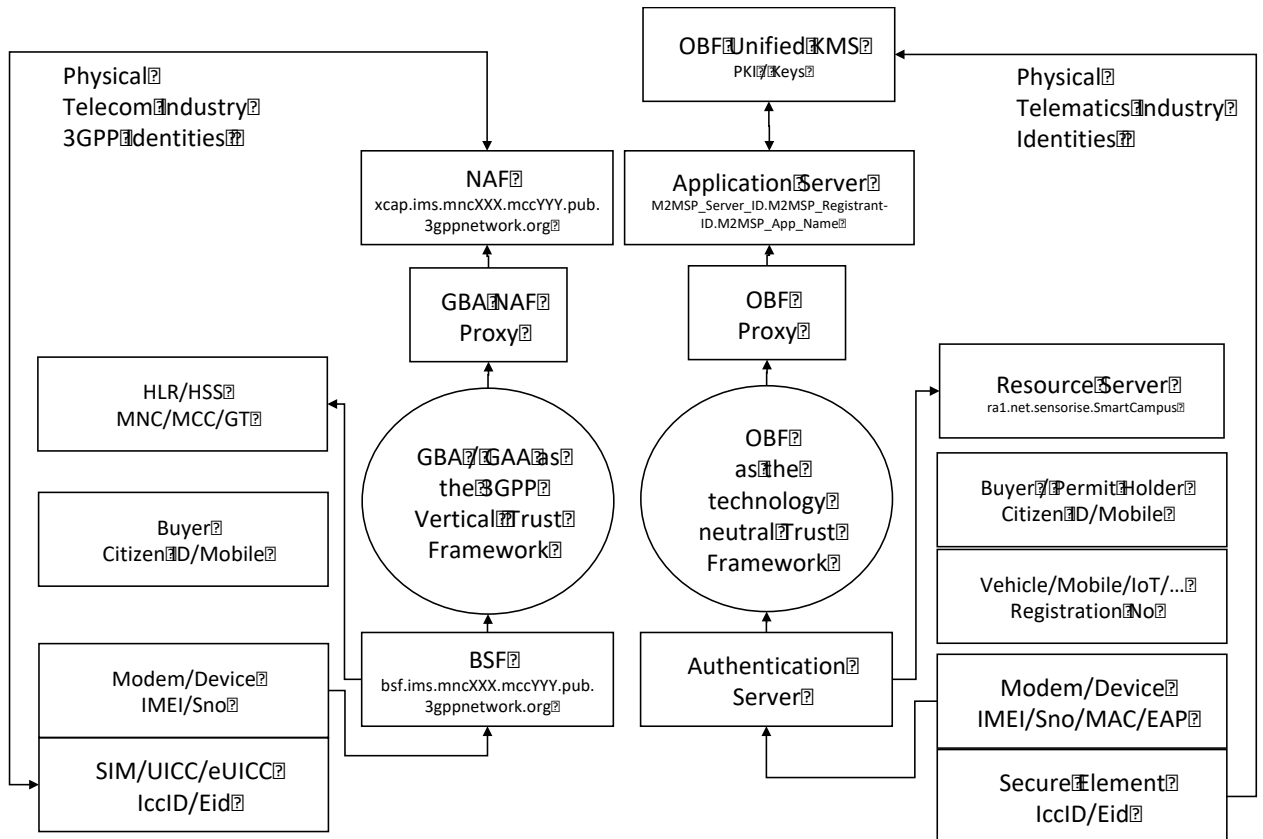 OBF Unified KMS
PKI / Keys
Physical
Telecom Industry
3GPP Identities
Physical
Telematics Industry
Identities
NAF
xcap.ims.mncXXX.mccYYY.pub.
3gppnetwork.org
Application Server
M2MSP_Server_ID.M2MSP_Registrant-
ID.M2MSP_App_Name
GBA NAF
Proxy
OBF
Proxy
HLR/HSS
MNC/MCC/GT
Resource Server
ra1.net.sensorise.SmartCampus
GBA / GAA as
the 3GPP
Vertical Trust
Framework
OBF
as the
technology
neutral Trust
Framework
Buyer
Citizen ID/Mobile
Buyer / Permit Holder
Citizen ID/Mobile
Vehicle/Mobile/IoT/...
Registration No
Modem/Device
IMEI/Sno
BSF
bsf.ims.mncXXX.mccYYY.pub.
3gppnetwork.org
Authentication
Server
Modem/Device
IMEI/Sno/MAC/EAP
SIM/UICC/eUICC
IccID/Eid
Secure Element
IccID/Eid